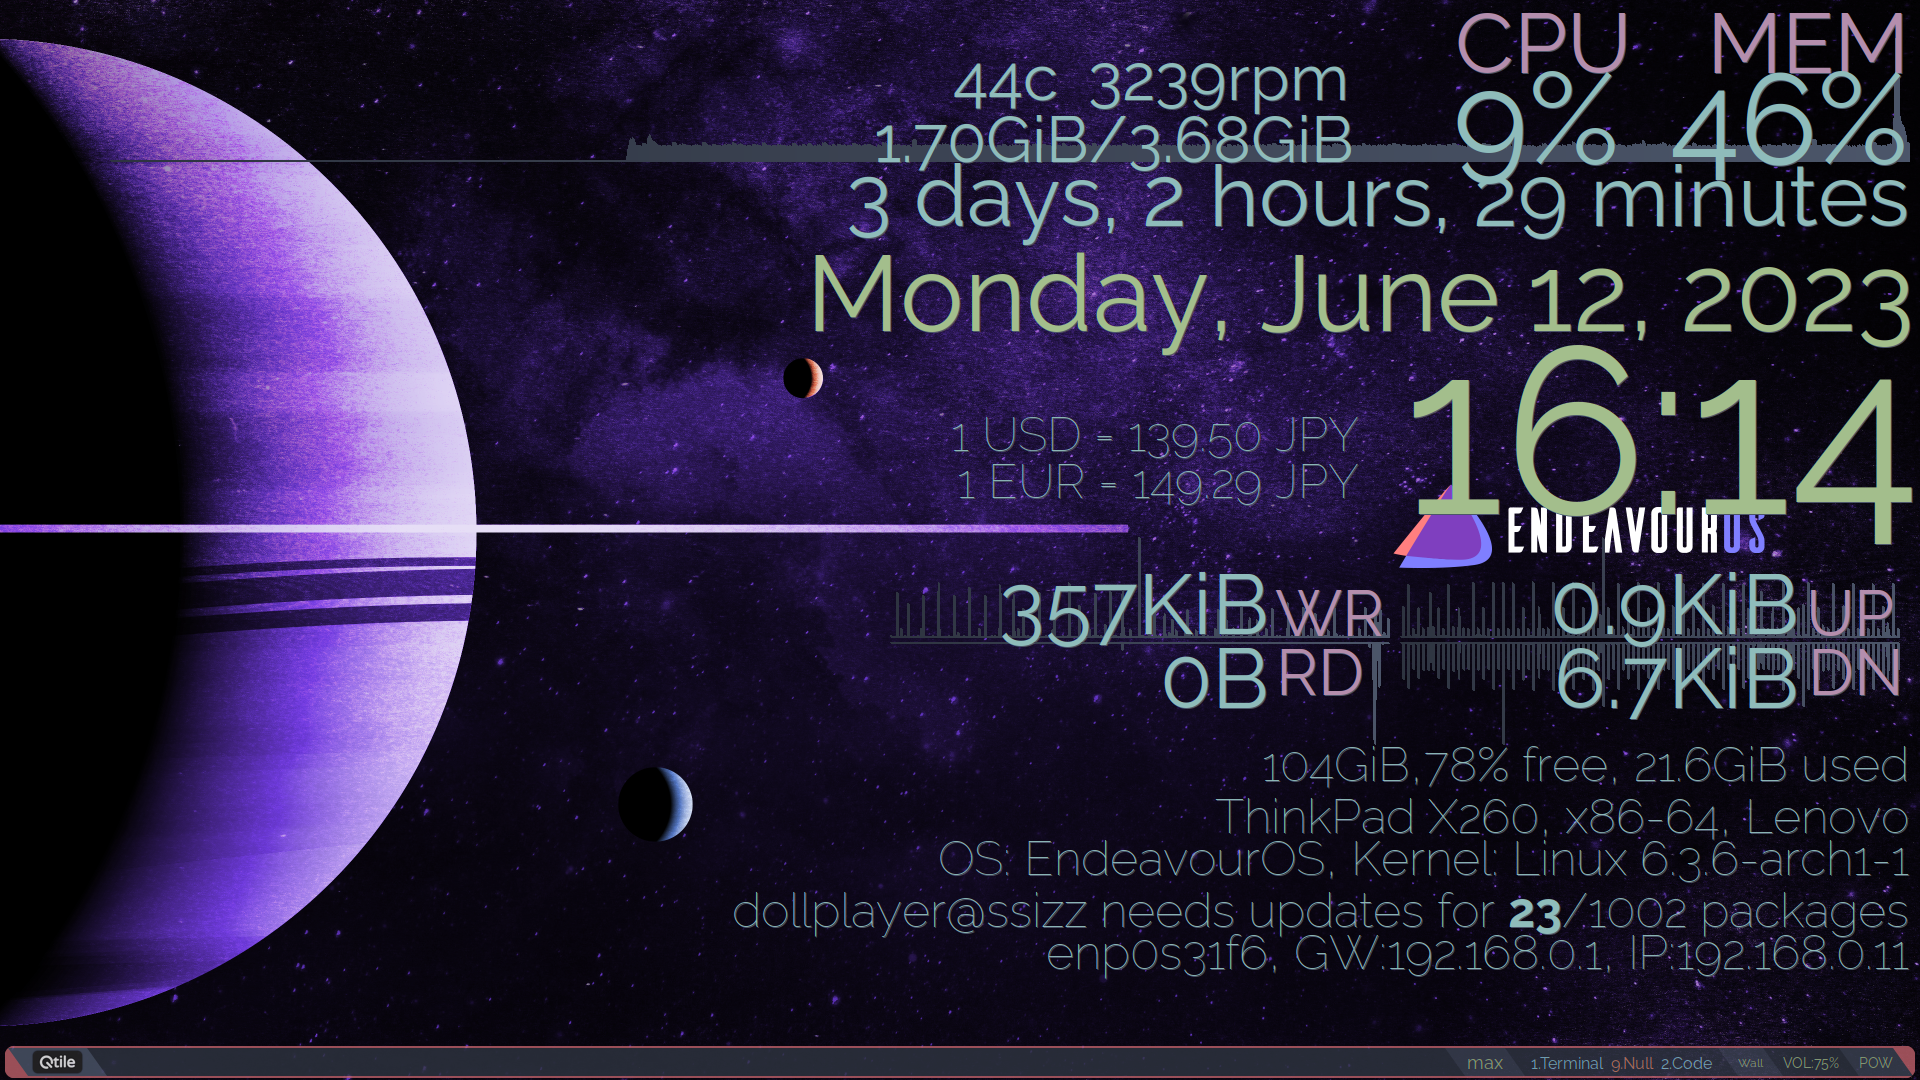 CPU MEM
44c 3239rpm
9% 46%
1.70GiB/3.68GiB
3 days, 2 hours, 29 minutes
Monday, June 12, 2023
16:14
1 USD = 139.50 JPY
1 EUR = 149.29 JPY
ENDEAVOUROS
357KiB WR 0.9KiB UP
0B RD 6.7KiB DN
104GiB,78% free, 21.6GiB used
ThinkPad X260, x86-64, Lenovo
OS: EndeavourOS, Kernel: Linux 6.3.6-arch1-1
dollplayer@ssizz needs updates for 23/1002 packages
enp0s31f6, GW:192.168.0.1, IP:192.168.0.11
Qtile max 1.Terminal 9.Null 2.Code Wall VOL:75% POW